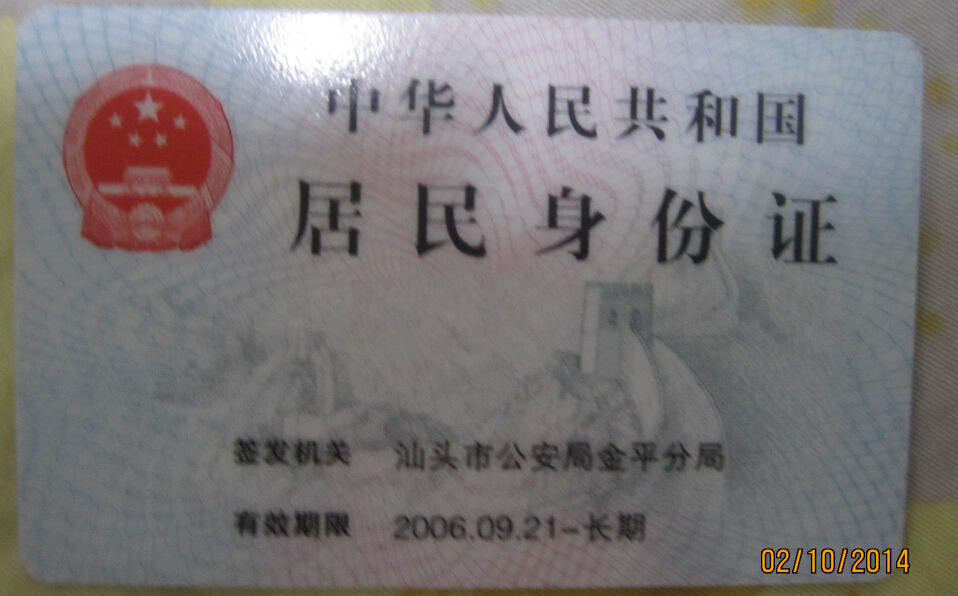 中华人民共和国
居民身份证
签发机关 汕头市公安局金平分局
有效期限 2006.09.21-长期
02/10/2014